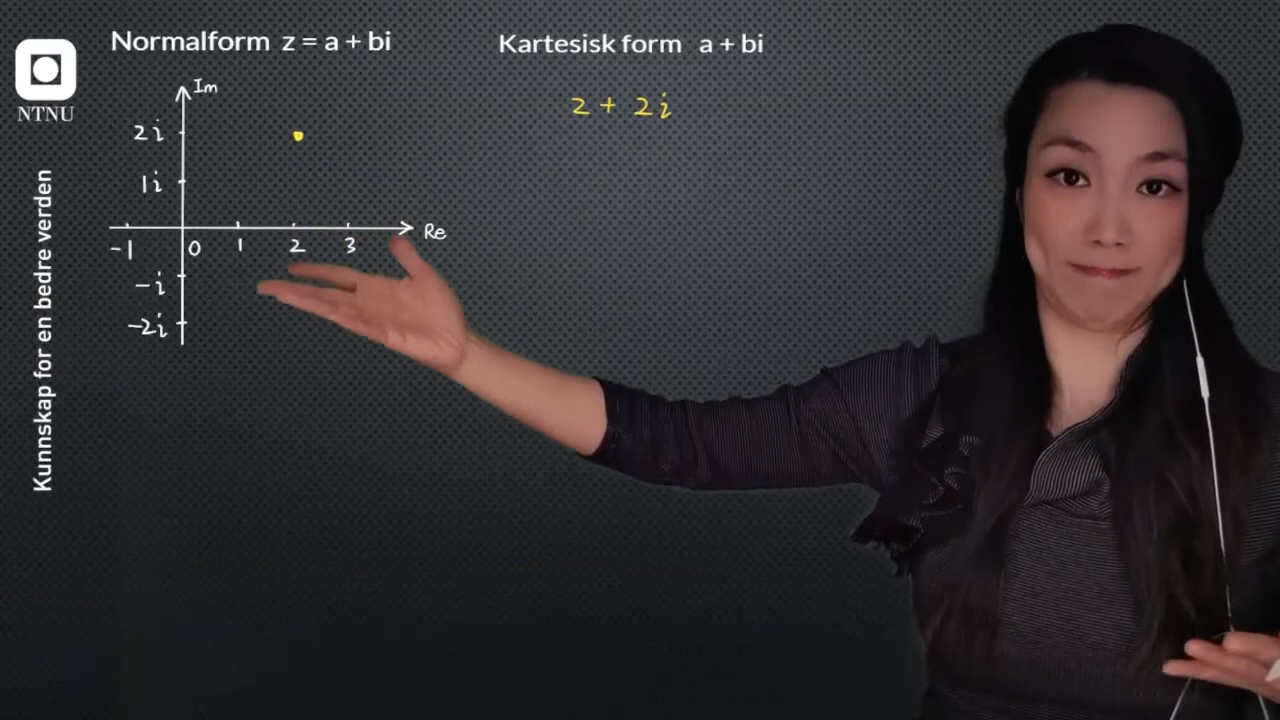 Normalform z = a + bi
Kartesisk form a + bi
2 + 2i
NTNU
Kunnskap for en bedre verden
Im
2i
1i
-1 0 1 2 3 Re
-i
-2i